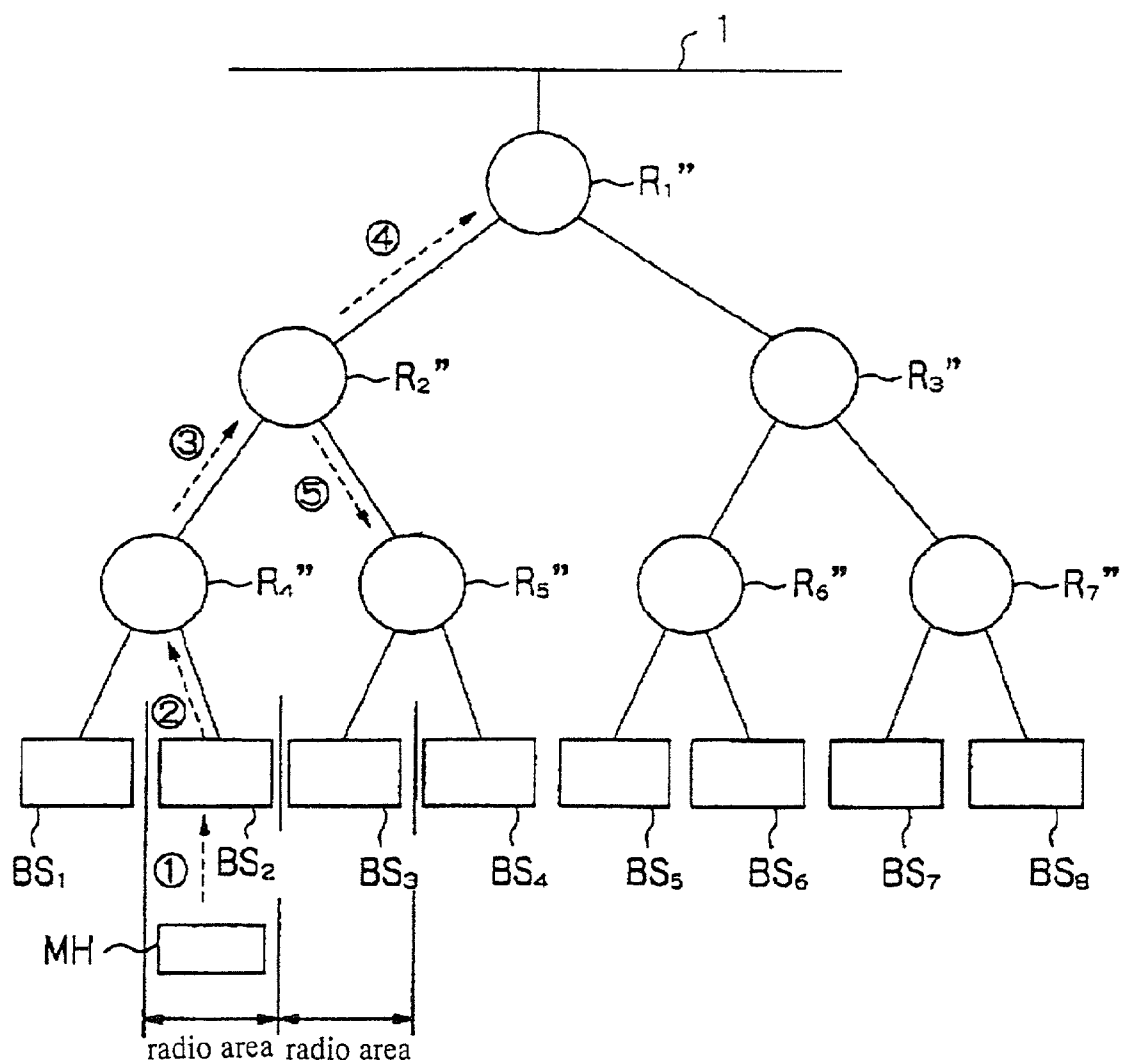 1
R₁”
④
R₂”
R₃”
③
⑤
R₄”
R₅”
R₆”
R₇”
②
BS₁
①
BS₂
BS₃
BS₄
BS₅
BS₆
BS₇
BS₈
MH
radio area
radio area